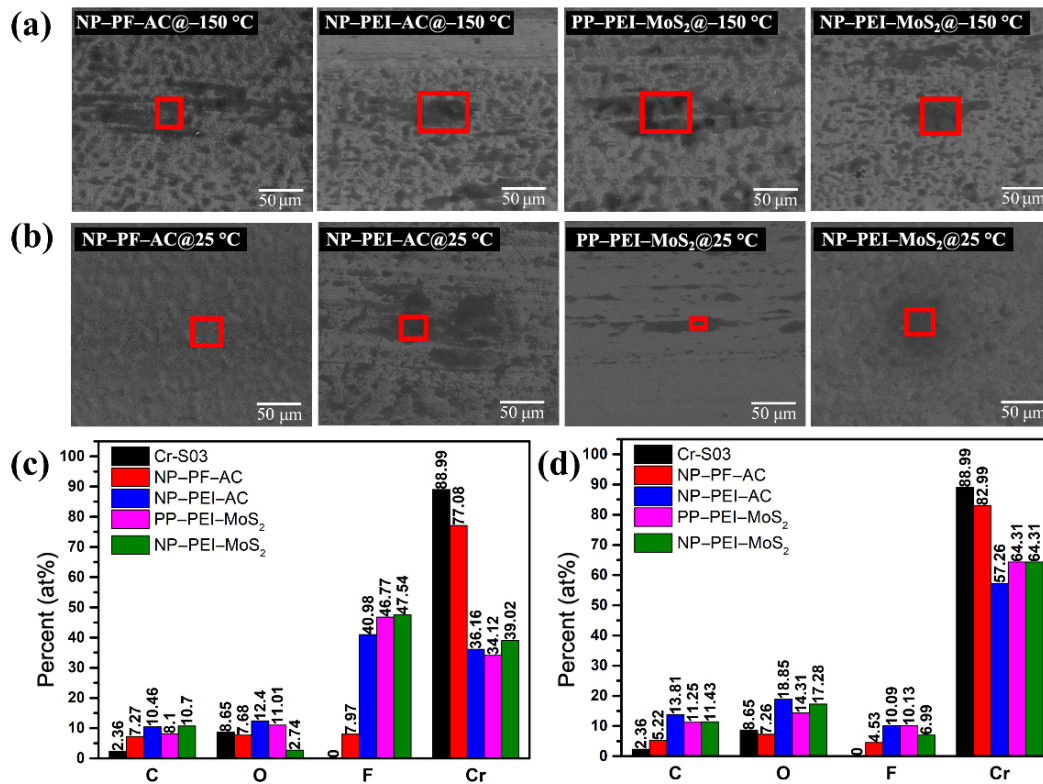 (a)
NP–PF–AC@–150 °C
NP–PEI–AC@–150 °C
PP–PEI–MoS₂@–150 °C
NP–PEI–MoS₂@–150 °C
50 μm
50 μm
50 μm
50 μm
(b)
NP–PF–AC@25 °C
NP–PEI–AC@25 °C
PP–PEI–MoS₂@25 °C
NP–PEI–MoS₂@25 °C
50 μm
50 μm
50 μm
50 μm
(c)
Percent (at%)
100
90
80
70
60
50
40
30
20
10
0
Cr-S03
NP–PF–AC
NP–PEI–AC
PP–PEI–MoS₂
NP–PEI–MoS₂
2.36
7.27
10.46
8.1
10.7
8.65
7.68
12.4
11.01
2.74
0
7.97
40.98
46.77
47.54
88.99
77.08
36.16
34.12
39.02
C O F Cr
(d)
Percent (at%)
100
90
80
70
60
50
40
30
20
10
0
Cr-S03
NP–PF–AC
NP–PEI–AC
PP–PEI–MoS₂
NP–PEI–MoS₂
2.36
5.22
13.81
11.25
11.43
8.65
7.26
18.85
14.31
17.28
0
4.53
10.09
10.13
6.99
88.99
82.99
57.26
64.31
64.31
C O F Cr